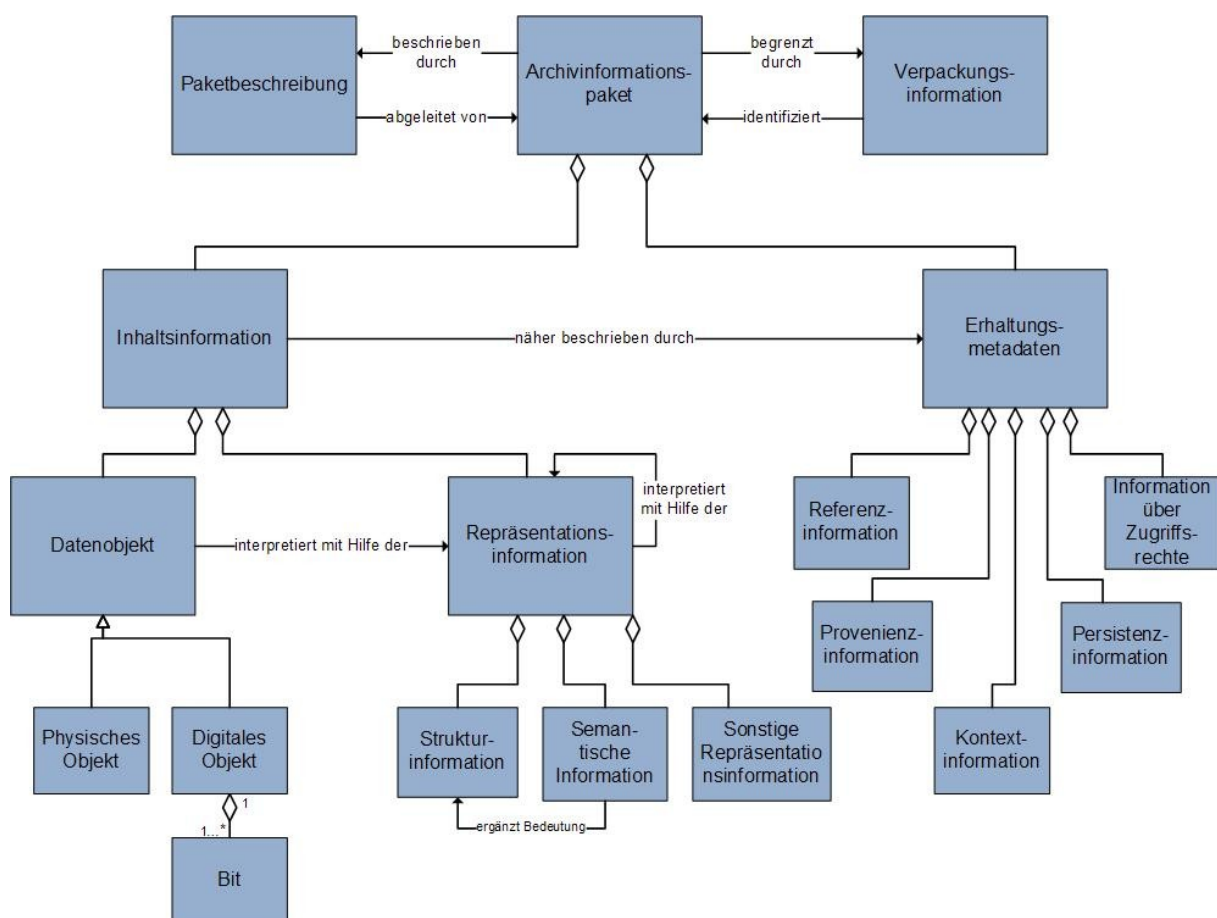 beschrieben
durch
begrenzt
durch
Paketbeschreibung
Archivinformations-
paket
Verpackungs-
information
abgeleitet von
identifiziert
Inhaltsinformation
näher beschrieben durch
Erhaltungs-
metadaten
Datenobjekt
interpretiert mit Hilfe der
Repräsentations-
information
interpretiert
mit Hilfe der
Referenz-
information
Information
über
Zugriffs-
rechte
Provenienz-
information
Persistenz-
information
Physisches
Objekt
Digitales
Objekt
Struktur-
information
Seman-
tische
Information
Sonstige
Repräsentatio
nsinformation
Kontext-
information
1
1...*
ergänzt Bedeutung
Bit